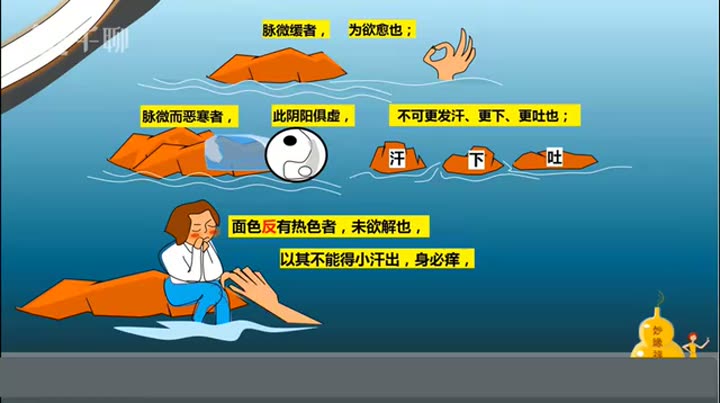 千聊
脉微缓者， 为欲愈也；
脉微而恶寒者， 此阴阳俱虚， 不可更发汗、更下、更吐也；
汗 下 吐
面色反有热色者，未欲解也，
以其不能得小汗出，身必痒，